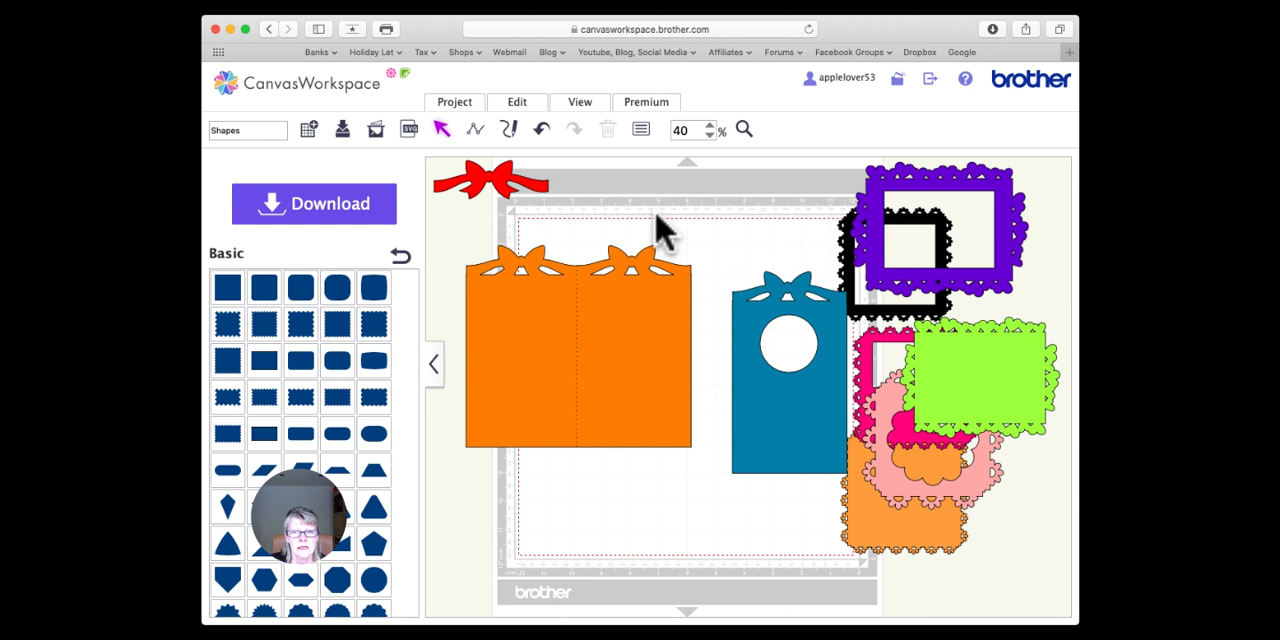 canvasworkspace.brother.com
Banks Holiday Let Tax Shops Webmail Blog Youtube, Blog, Social Media Affiliates Forums Facebook Groups Dropbox Google
CanvasWorkspace
applelover53
brother
Project Edit View Premium
Shapes
SVG
40 %
Download
Basic
brother